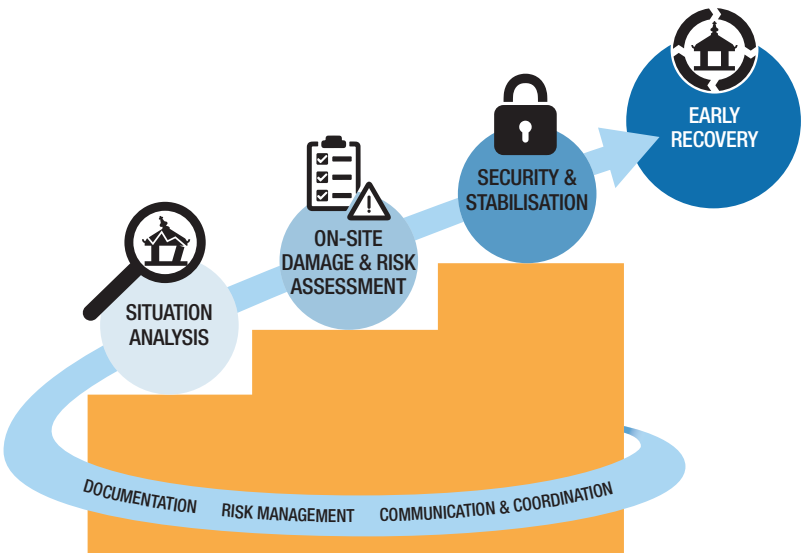 EARLY
RECOVERY
SECURITY &
STABILISATION
ON-SITE
DAMAGE & RISK
ASSESSMENT
SITUATION
ANALYSIS
DOCUMENTATION RISK MANAGEMENT COMMUNICATION & COORDINATION